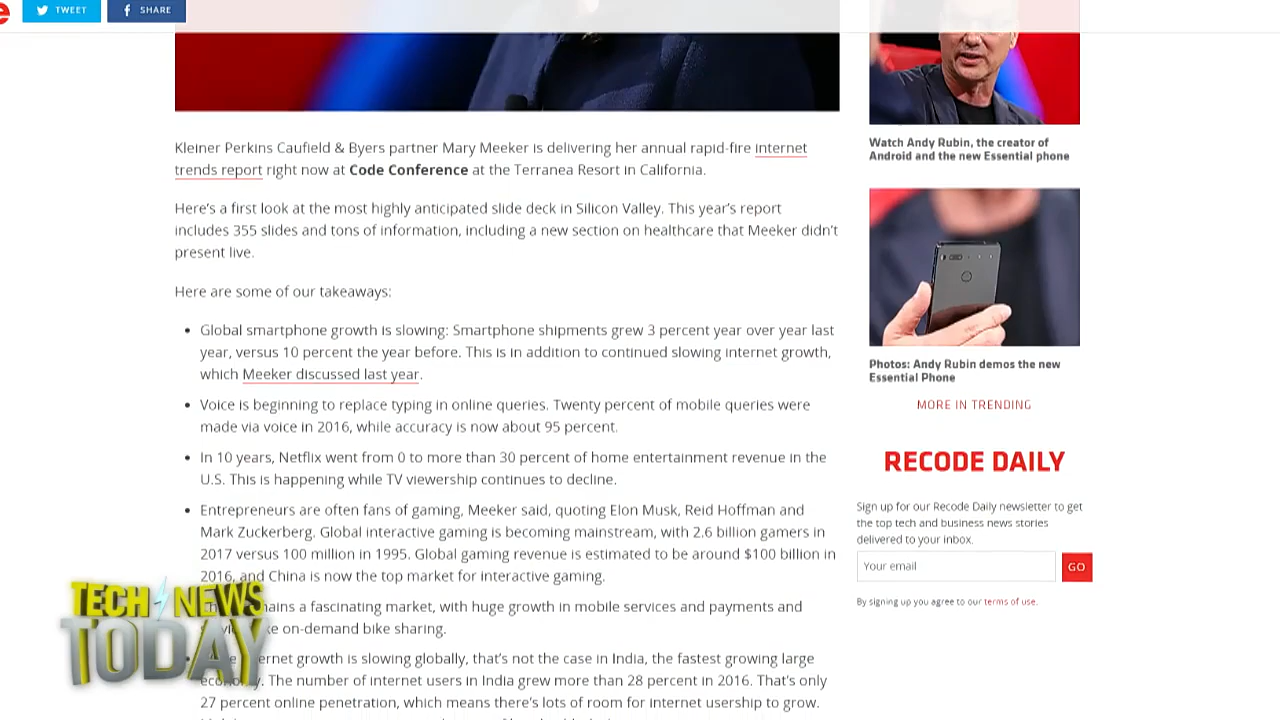 TWEET
SHARE
Kleiner Perkins Caufield & Byers partner Mary Meeker is delivering her annual rapid-fire internet
trends report right now at Code Conference at the Terranea Resort in California.
Here's a first look at the most highly anticipated slide deck in Silicon Valley. This year's report
includes 355 slides and tons of information, including a new section on healthcare that Meeker didn't
present live.
Here are some of our takeaways:
• Global smartphone growth is slowing: Smartphone shipments grew 3 percent year over year last
year, versus 10 percent the year before. This is in addition to continued slowing internet growth,
which Meeker discussed last year.
• Voice is beginning to replace typing in online queries. Twenty percent of mobile queries were
made via voice in 2016, while accuracy is now about 95 percent.
• In 10 years, Netflix went from 0 to more than 30 percent of home entertainment revenue in the
U.S. This is happening while TV viewership continues to decline.
• Entrepreneurs are often fans of gaming, Meeker said, quoting Elon Musk, Reid Hoffman and
Mark Zuckerberg. Global interactive gaming is becoming mainstream, with 2.6 billion gamers in
2017 versus 100 million in 1995. Global gaming revenue is estimated to be around $100 billion in
2016, and China is now the top market for interactive gaming.
a fascinating market, with huge growth in mobile services and payments and
on-demand bike sharing.
growth is slowing globally, that's not the case in India, the fastest growing large
The number of internet users in India grew more than 28 percent in 2016. That's only
27 percent online penetration, which means there's lots of room for internet usership to grow.
TECH NEWS
TODAY
Watch Andy Rubin, the creator of
Android and the new Essential phone
Photos: Andy Rubin demos the new
Essential Phone
MORE IN TRENDING
RECODE DAILY
Sign up for our Recode Daily newsletter to get
the top tech and business news stories
delivered to your inbox.
Your email
GO
By signing up you agree to our terms of use.